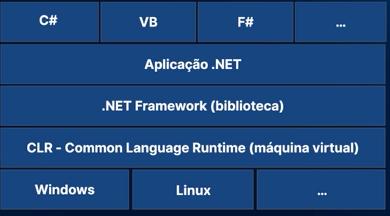 C# VB F# ...
Aplicação .NET
.NET Framework (biblioteca)
CLR - Common Language Runtime (máquina virtual)
Windows Linux ...